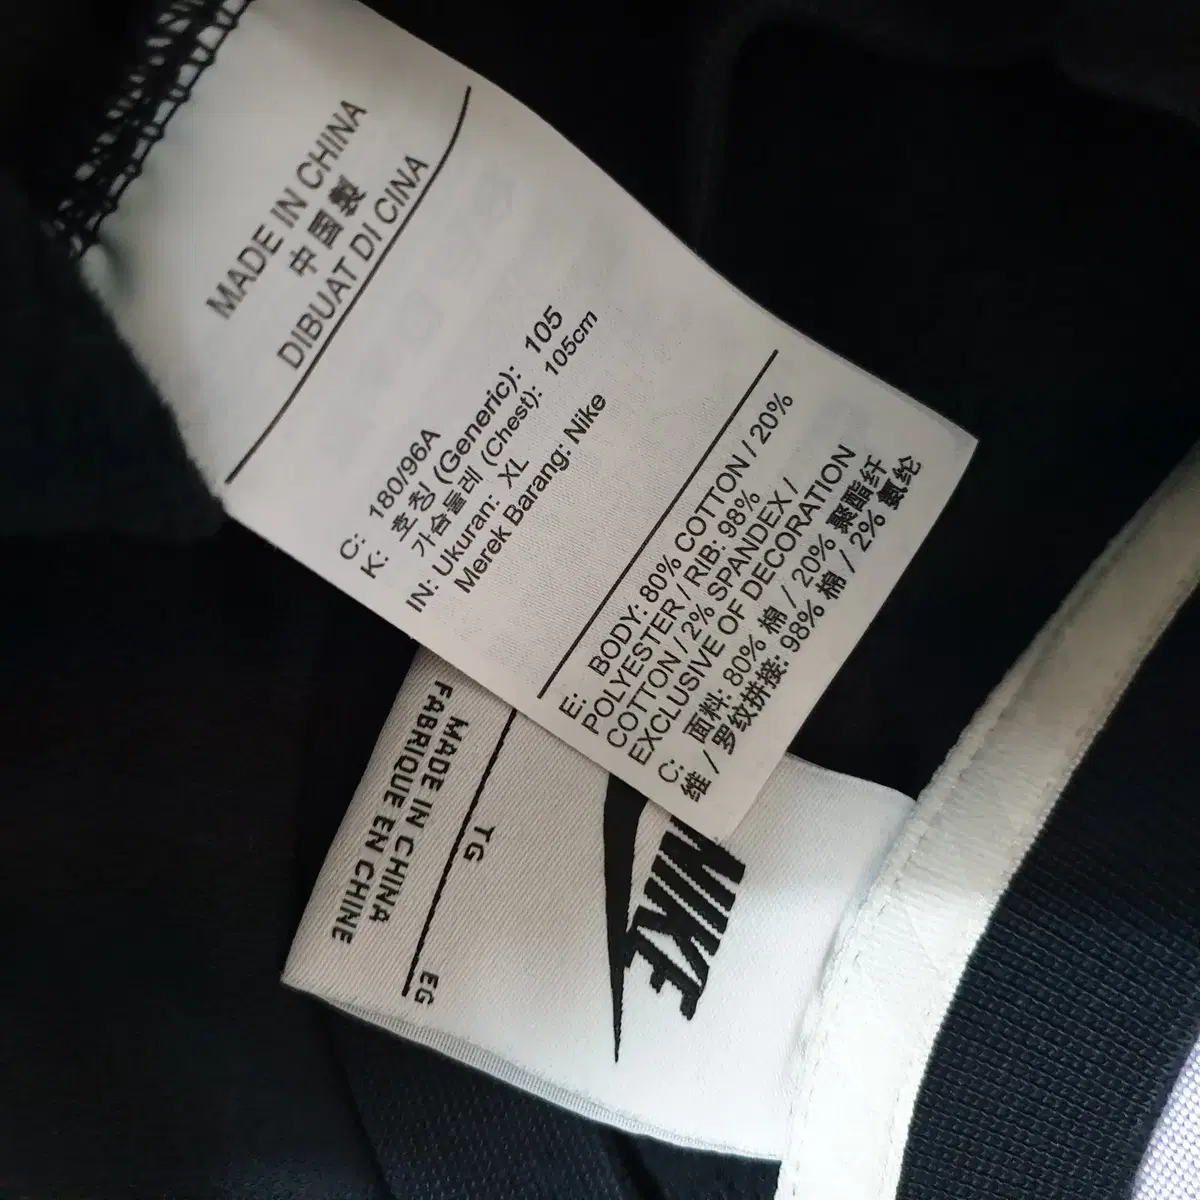 MADE IN CHINA
中国製
DIBUAT DI CINA
C: 180/96A
K: 호칭 (Generic): 105
가슴둘레 (Chest): 105cm
IN: Ukuran: XL
Merek Barang: Nike
E: BODY: 80% COTTON / 20%
POLYESTER / RIB: 98%
COTTON / 2% SPANDEX /
EXCLUSIVE OF DECORATION
C: 面料: 80% 棉 / 20% 聚酯纤
维 / 罗纹拼接: 98% 棉 / 2% 氨纶
NIKE
TG
EG
MADE IN CHINA
FABRIQUE EN CHINE